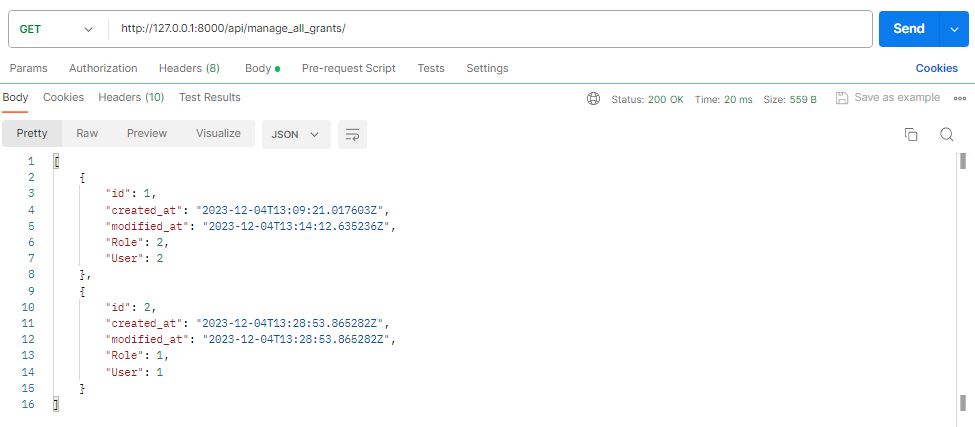 GET http://127.0.0.1:8000/api/manage_all_grants/ Send
Params Authorization Headers (8) Body Pre-request Script Tests Settings Cookies
Body Cookies Headers (10) Test Results Status: 200 OK Time: 20 ms Size: 559 B Save as example
Pretty Raw Preview Visualize JSON
1 [
2 {
3 "id": 1,
4 "created_at": "2023-12-04T13:09:21.017603Z",
5 "modified_at": "2023-12-04T13:14:12.635236Z",
6 "Role": 2,
7 "User": 2
8 },
9 {
10 "id": 2,
11 "created_at": "2023-12-04T13:28:53.865282Z",
12 "modified_at": "2023-12-04T13:28:53.865282Z",
13 "Role": 1,
14 "User": 1
15 }
16 ]